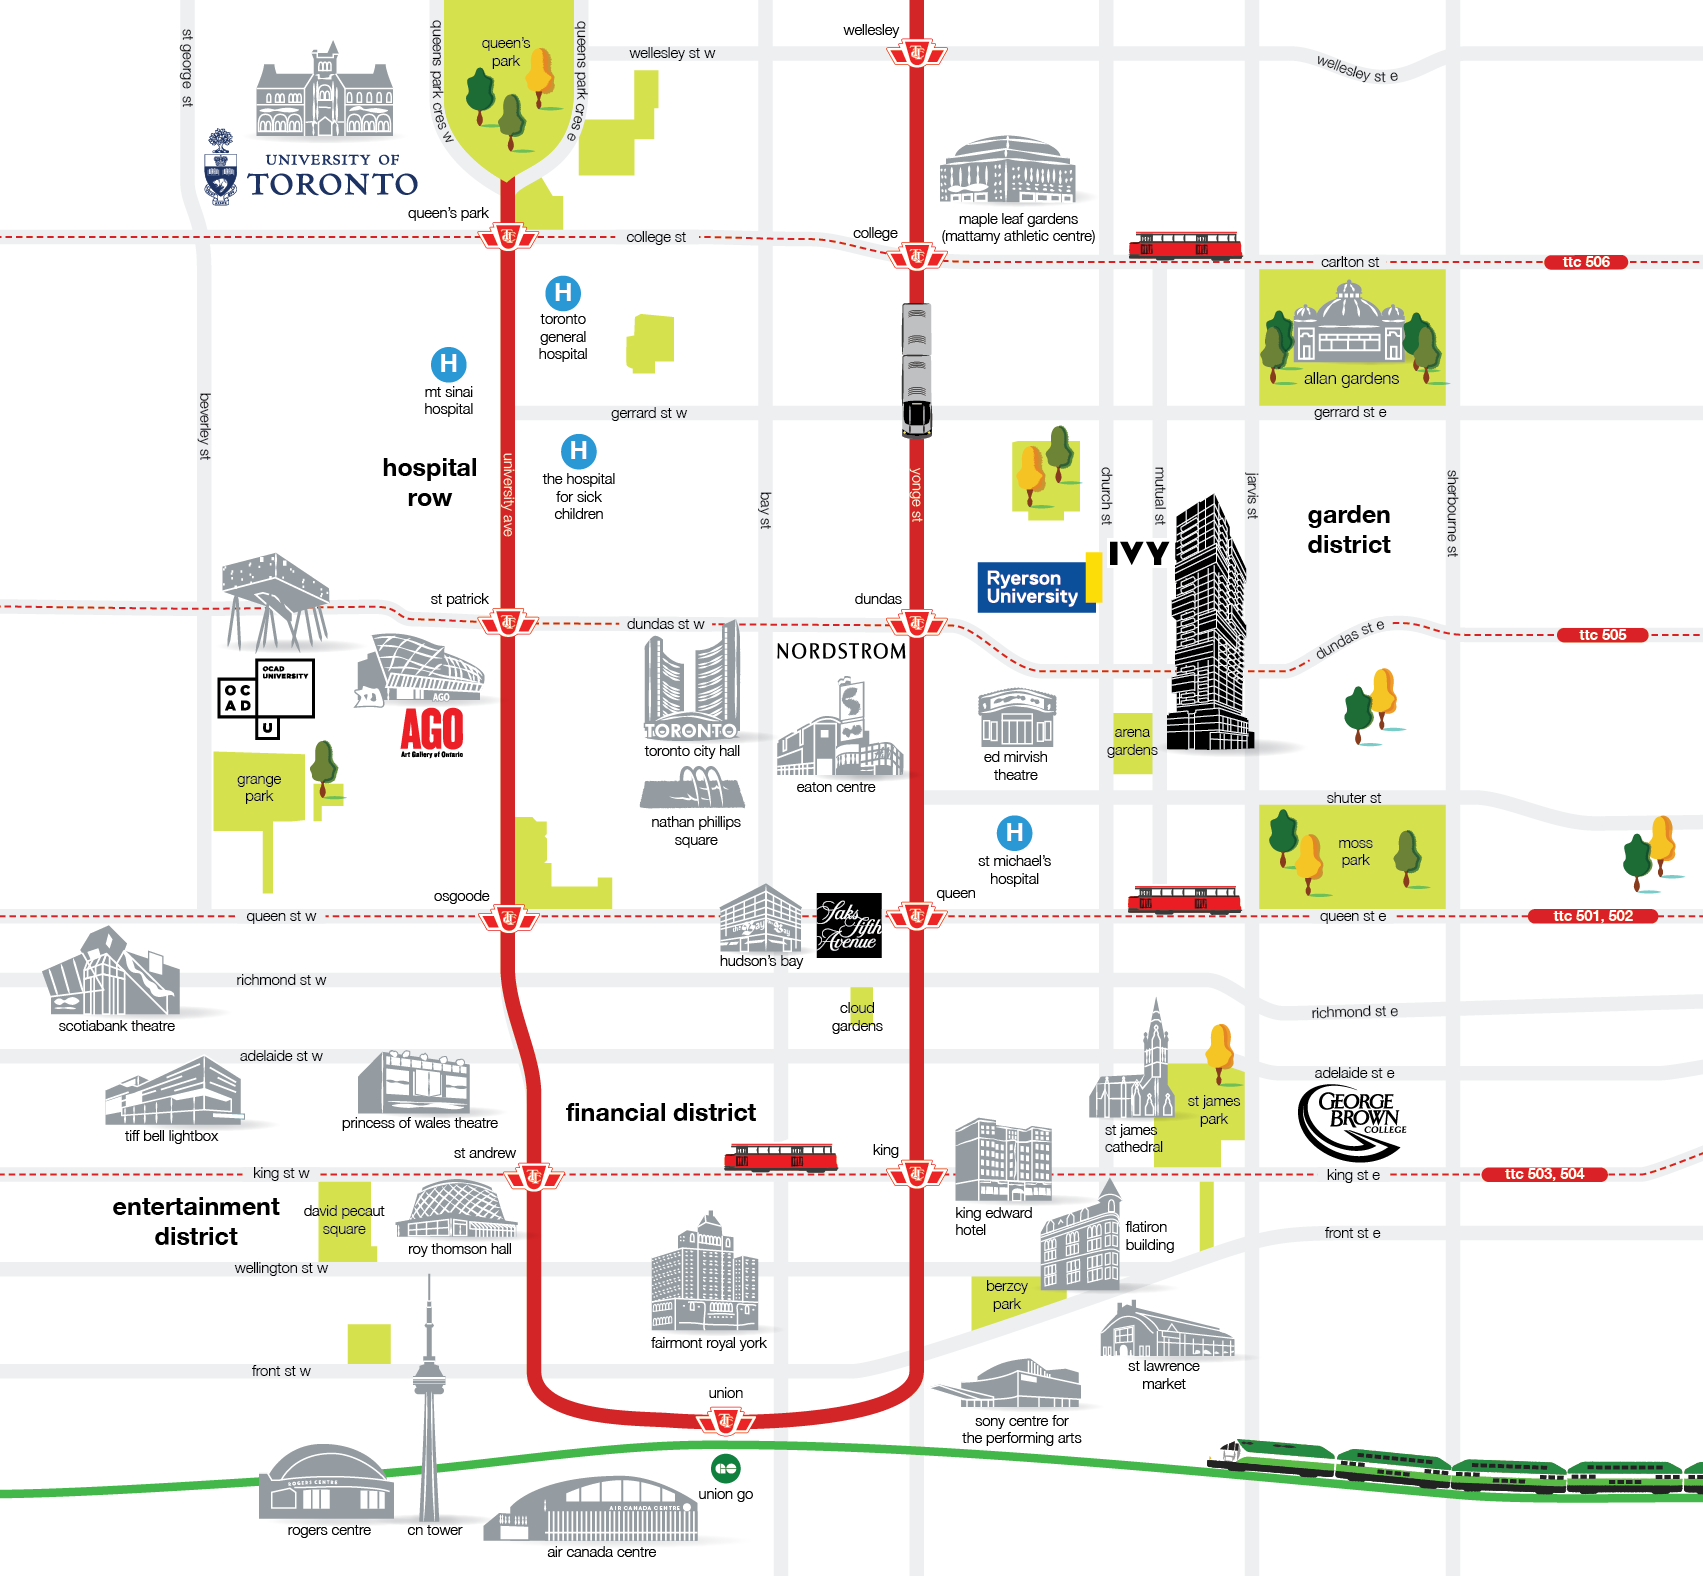 wellesley
queen's
park
wellesley st w
wellesley st e
st george st
queens park cres w
queens park cres e
UNIVERSITY OF
TORONTO
queen's park
college st
college
maple leaf gardens
(mattamy athletic centre)
carlton st
ttc 506
H
toronto
general
hospital
H
mt sinai
hospital
allan gardens
gerrard st w
gerrard st e
beverley st
hospital
row
H
the hospital
for sick
children
university ave
bay st
yonge st
church st
mutual st
jarvis st
sherbourne st
garden
district
IVY
Ryerson
University
st patrick
dundas st w
dundas
dundas st e
ttc 505
NORDSTROM
OCAD
UNIVERSITY
OC
AD
U
AGO
AGO
Art Gallery of Ontario
TORONTO
toronto city hall
eaton centre
ed mirvish
theatre
arena
gardens
grange
park
nathan phillips
square
shuter st
H
st michael's
hospital
moss
park
osgoode
queen
queen st w
queen st e
ttc 501, 502
Saks
Fifth
Avenue
hudson's bay
richmond st w
richmond st e
scotiabank theatre
cloud
gardens
adelaide st w
adelaide st e
tiff bell lightbox
princess of wales theatre
financial district
st james
park
st james
cathedral
GEORGE
BROWN
COLLEGE
st andrew
king
king st w
king st e
ttc 503, 504
entertainment
district
david pecaut
square
roy thomson hall
king edward
hotel
flatiron
building
front st e
wellington st w
berzcy
park
fairmont royal york
front st w
st lawrence
market
union
sony centre for
the performing arts
GO
union go
ROGERS CENTRE
rogers centre
cn tower
AIR CANADA CENTRE
air canada centre